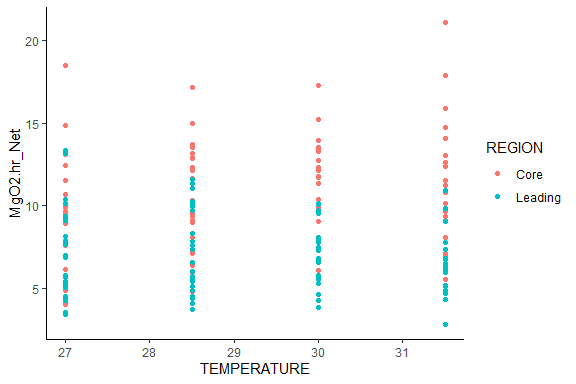 20
15
10
5
MgO2.hr_Net
27
28
29
30
31
TEMPERATURE
REGION
Core
Leading